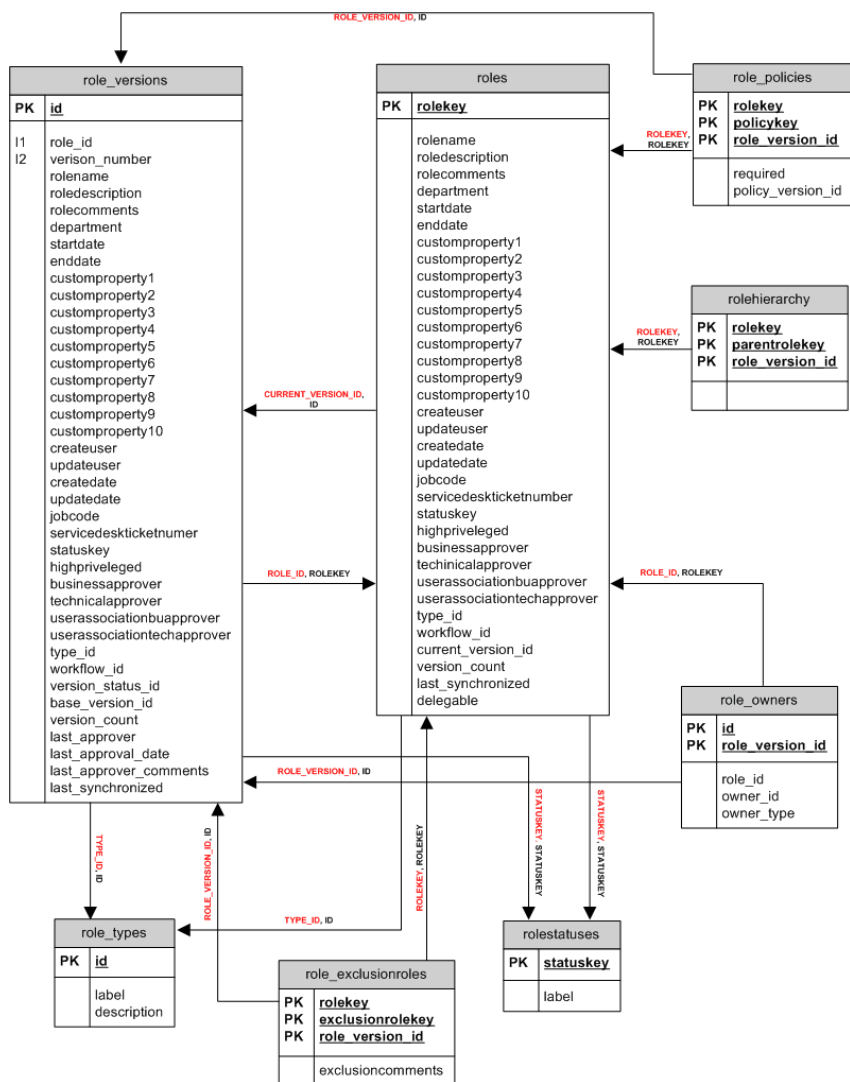 ROLE_VERSION_ID, ID
role_versions
PK id
I1 role_id
I2 verison_number
rolename
roledescription
rolecomments
department
startdate
enddate
customproperty1
customproperty2
customproperty3
customproperty4
customproperty5
customproperty6
customproperty7
customproperty8
customproperty9
customproperty10
createuser
updateuser
createdate
updatedate
jobcode
servicedeskticketnumer
statuskey
highpriveleged
businessapprover
technicalapprover
userassociationbuapprover
userassociationtechapprover
type_id
workflow_id
version_status_id
base_version_id
version_count
last_approver
last_approval_date
last_approver_comments
last_synchronized
roles
PK rolekey
rolename
roledescription
rolecomments
department
startdate
enddate
customproperty1
customproperty2
customproperty3
customproperty4
customproperty5
customproperty6
customproperty7
customproperty8
customproperty9
customproperty10
createuser
updateuser
createdate
updatedate
jobcode
servicedeskticketnumber
statuskey
highpriveleged
businessapprover
techinicalapprover
userassociationbuapprover
userassociationtechapprover
type_id
workflow_id
current_version_id
version_count
last_synchronized
delegable
role_policies
PK rolekey
PK policykey
PK role_version_id
required
policy_version_id
ROLEKEY,
ROLEKEY
rolehierarchy
PK rolekey
PK parentrolekey
PK role_version_id
ROLEKEY,
ROLEKEY
CURRENT_VERSION_ID,
ID
ROLE_ID, ROLEKEY
ROLE_ID, ROLEKEY
role_owners
PK id
PK role_version_id
role_id
owner_id
owner_type
ROLE_VERSION_ID, ID
TYPE_ID, ID
ROLE_VERSION_ID, ID
ROLEKEY, ROLEKEY
STATUSKEY, STATUSKEY
STATUSKEY, STATUSKEY
TYPE_ID, ID
role_types
PK id
label
description
role_exclusionroles
PK rolekey
PK exclusionrolekey
PK role_version_id
exclusioncomments
rolestatuses
PK statuskey
label